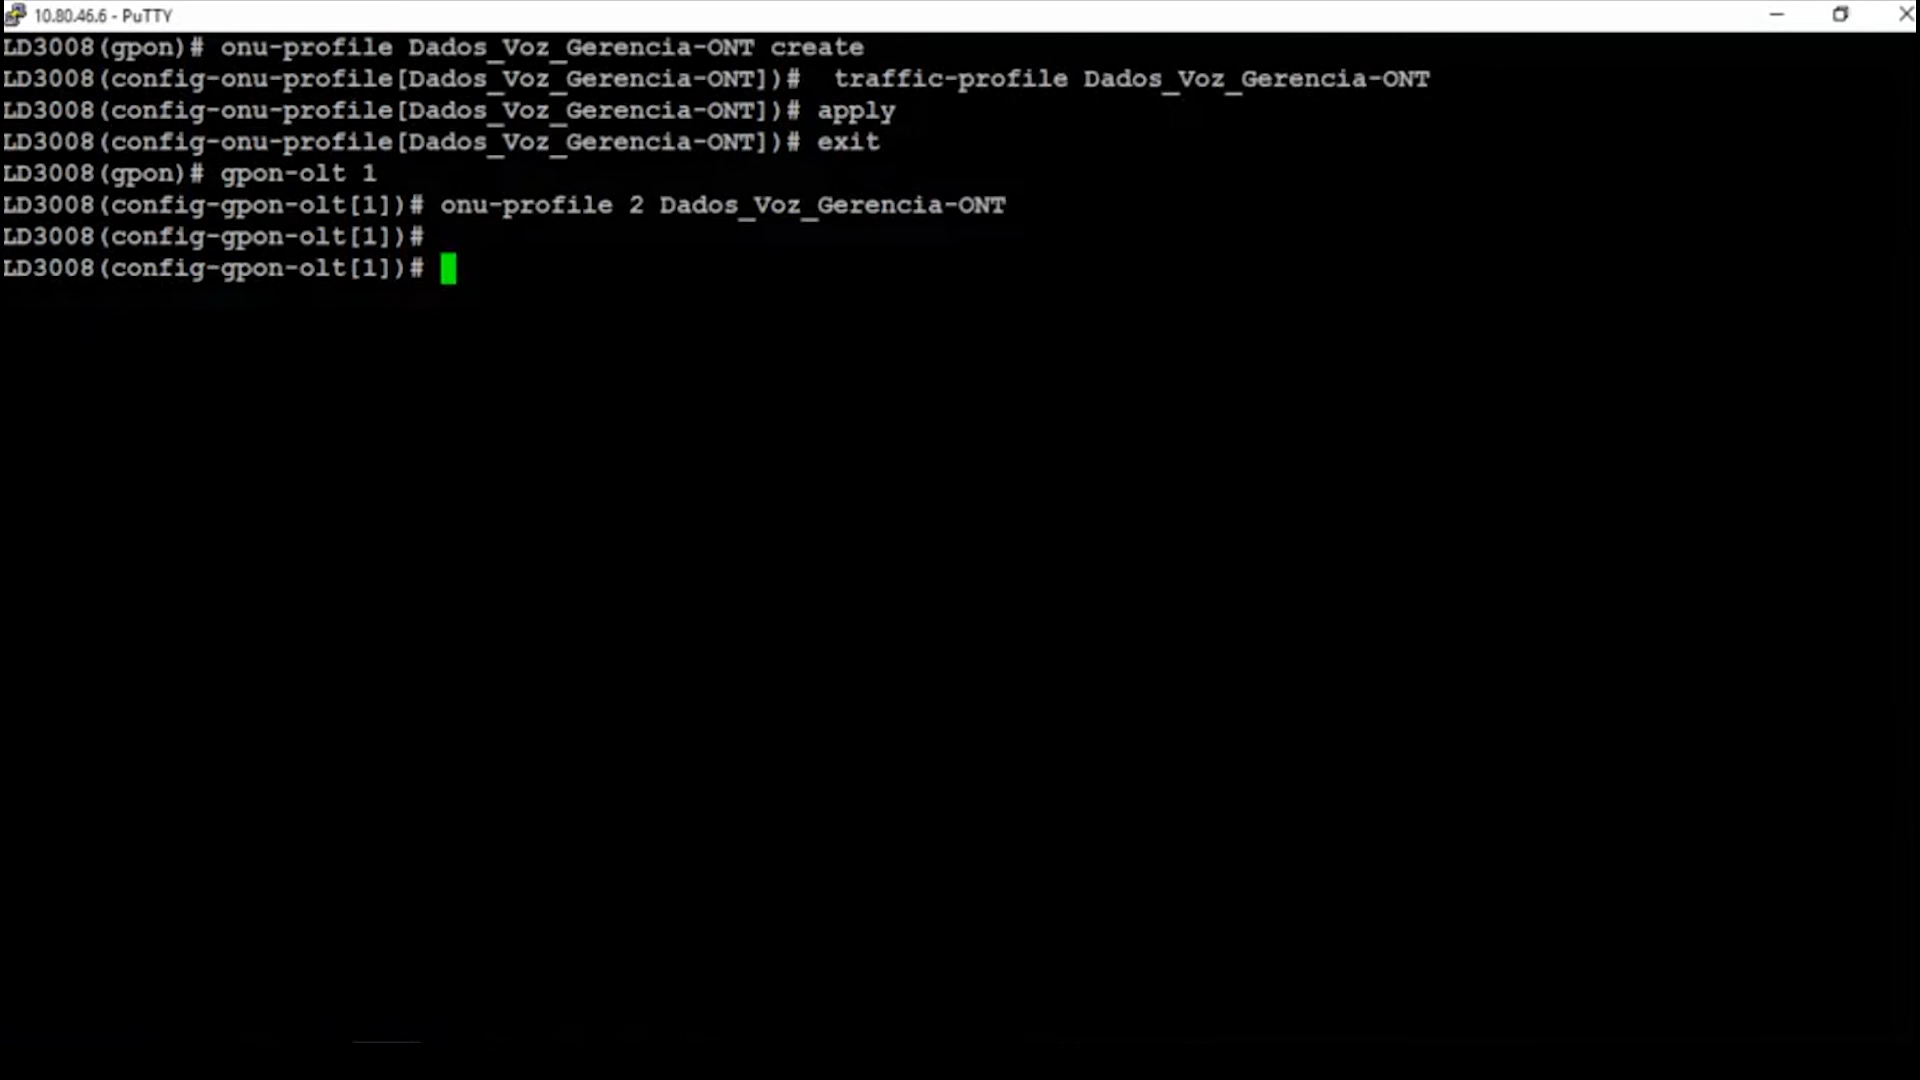 10.80.46.6 - PuTTY
LD3008(gpon)# onu-profile Dados_Voz_Gerencia-ONT create
LD3008(config-onu-profile[Dados_Voz_Gerencia-ONT])#  traffic-profile Dados_Voz_Gerencia-ONT
LD3008(config-onu-profile[Dados_Voz_Gerencia-ONT])# apply
LD3008(config-onu-profile[Dados_Voz_Gerencia-ONT])# exit
LD3008(gpon)# gpon-olt 1
LD3008(config-gpon-olt[1])# onu-profile 2 Dados_Voz_Gerencia-ONT
LD3008(config-gpon-olt[1])#
LD3008(config-gpon-olt[1])#